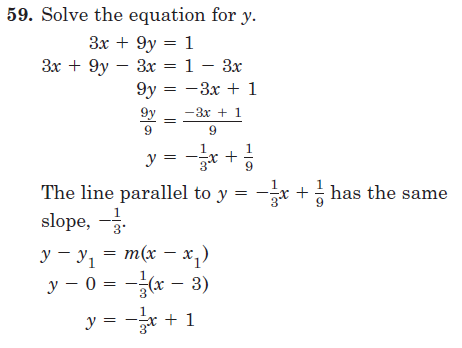 59. Solve the equation for y.
3x + 9y = 1
3x + 9y − 3x = 1 − 3x
9y = −3x + 1
9y/9 = (−3x + 1)/9
y = −1/3x + 1/9
The line parallel to y = −1/3x + 1/9 has the same
slope, −1/3.
y − y₁ = m(x − x₁)
y − 0 = −1/3(x − 3)
y = −1/3x + 1